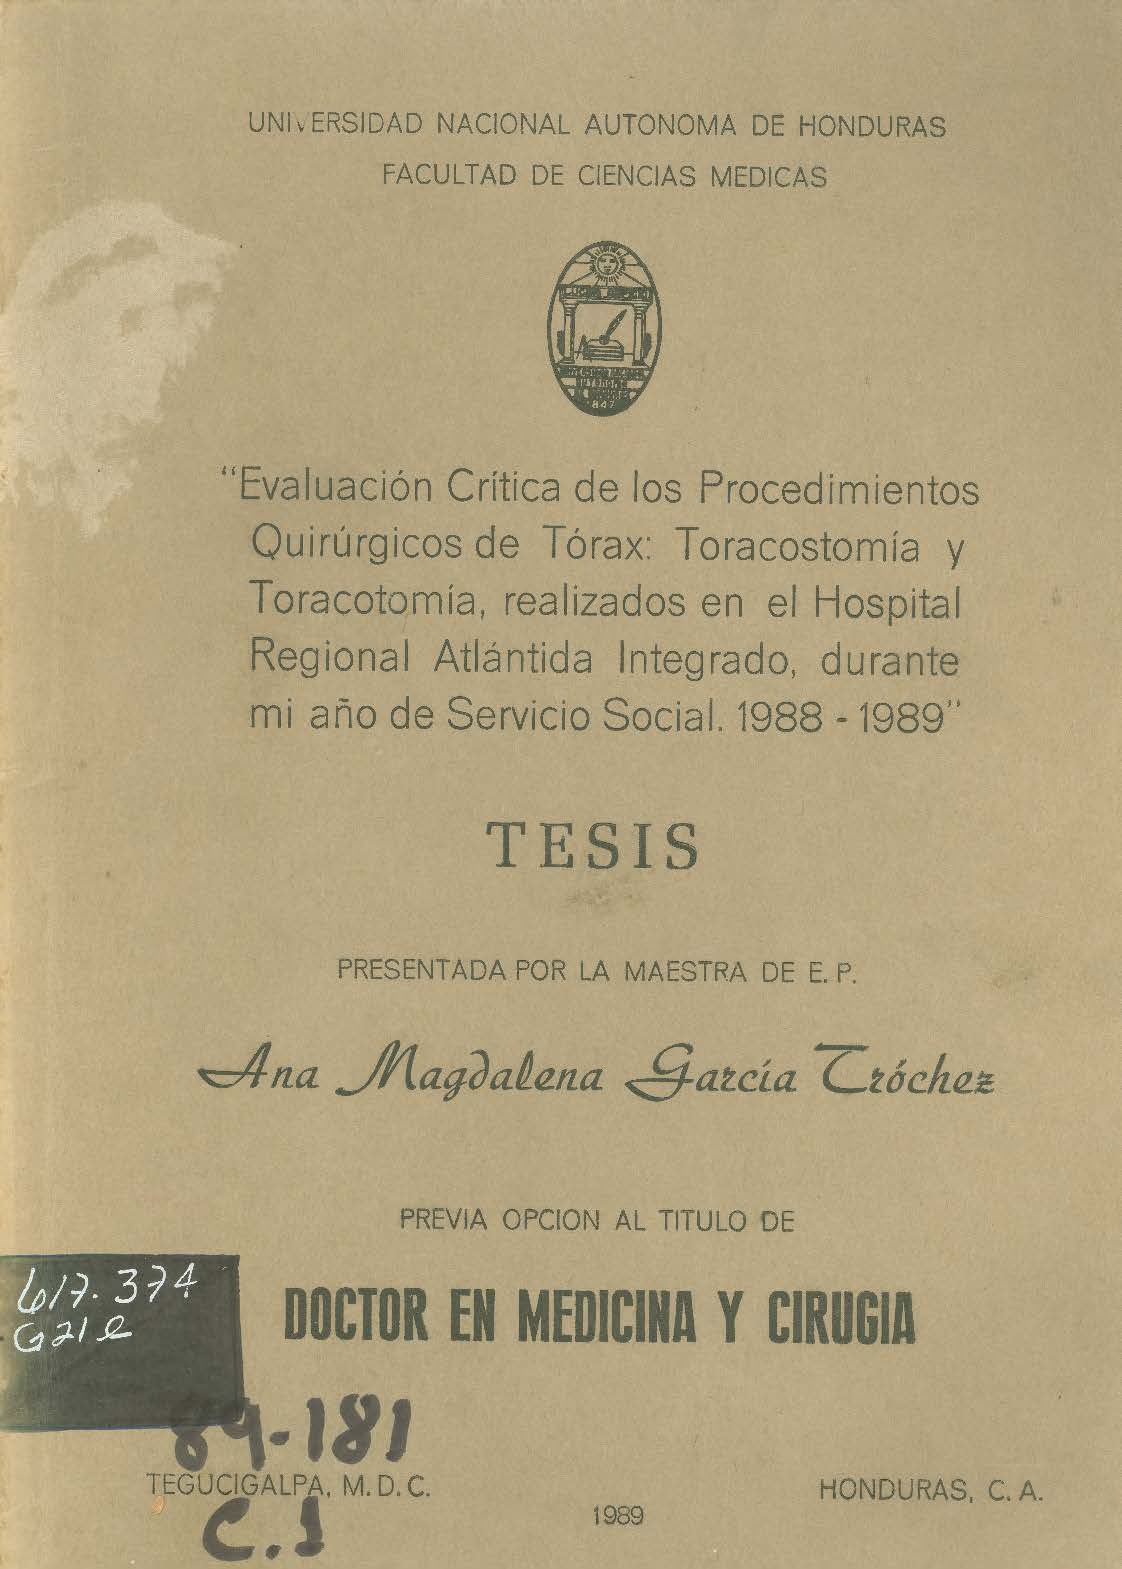 UNIVERSIDAD NACIONAL AUTONOMA DE HONDURAS
FACULTAD DE CIENCIAS MEDICAS
"Evaluación Crítica de los Procedimientos
Quirúrgicos de Tórax: Toracostomía y
Toracotomía, realizados en el Hospital
Regional Atlántida Integrado, durante
mi año de Servicio Social. 1988 - 1989"
TESIS
PRESENTADA POR LA MAESTRA DE E. P.
Ana Magdalena García Tróchez
PREVIA OPCION AL TITULO DE
DOCTOR EN MEDICINA Y CIRUGIA
617.374
G21e
89-181
TEGUCIGALPA, M. D. C.
HONDURAS, C. A.
C.1
1989